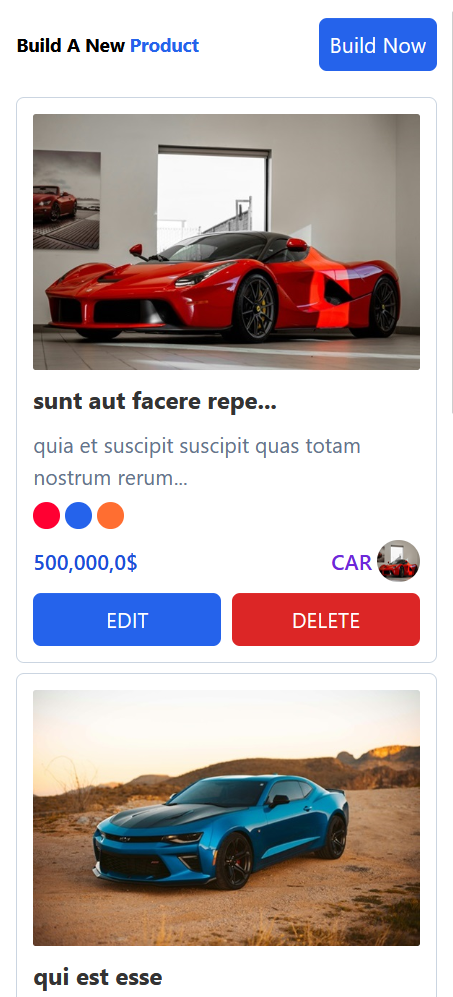 Build A New Product
Build Now
sunt aut facere repe...
quia et suscipit suscipit quas totam
nostrum rerum...
500,000,0$
CAR
EDIT
DELETE
qui est esse